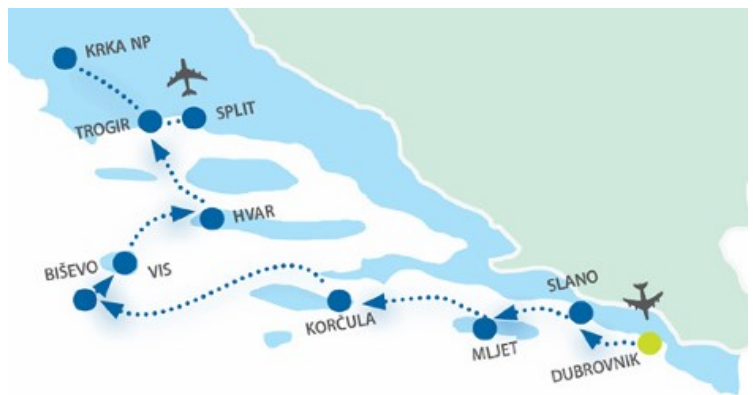 KRKA NP
SPLIT
TROGIR
HVAR
BIŠEVO
VIS
SLANO
KORČULA
MLJET
DUBROVNIK